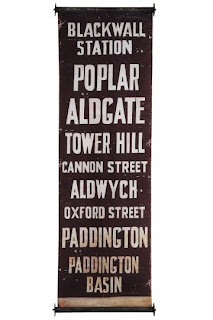 BLACKWALL
STATION
POPLAR
ALDGATE
TOWER HILL
CANNON STREET
ALDWYCH
OXFORD STREET
PADDINGTON
PADDINGTON
BASIN